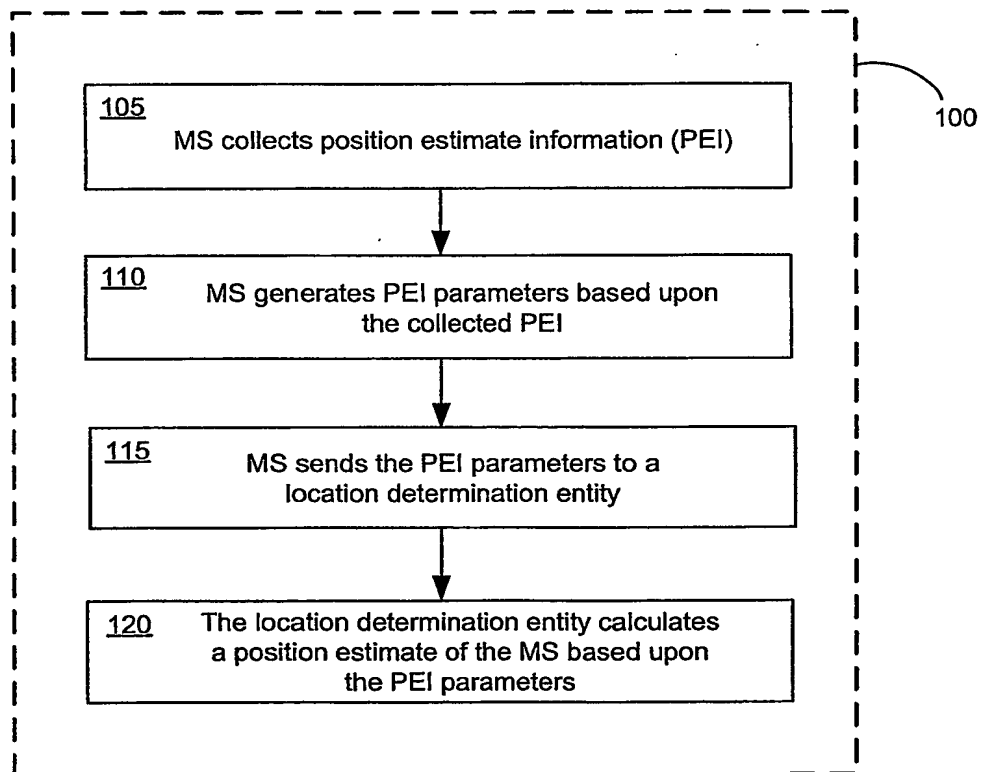 105
MS collects position estimate information (PEI)
100
110
MS generates PEI parameters based upon
the collected PEI
115
MS sends the PEI parameters to a
location determination entity
120
The location determination entity calculates
a position estimate of the MS based upon
the PEI parameters